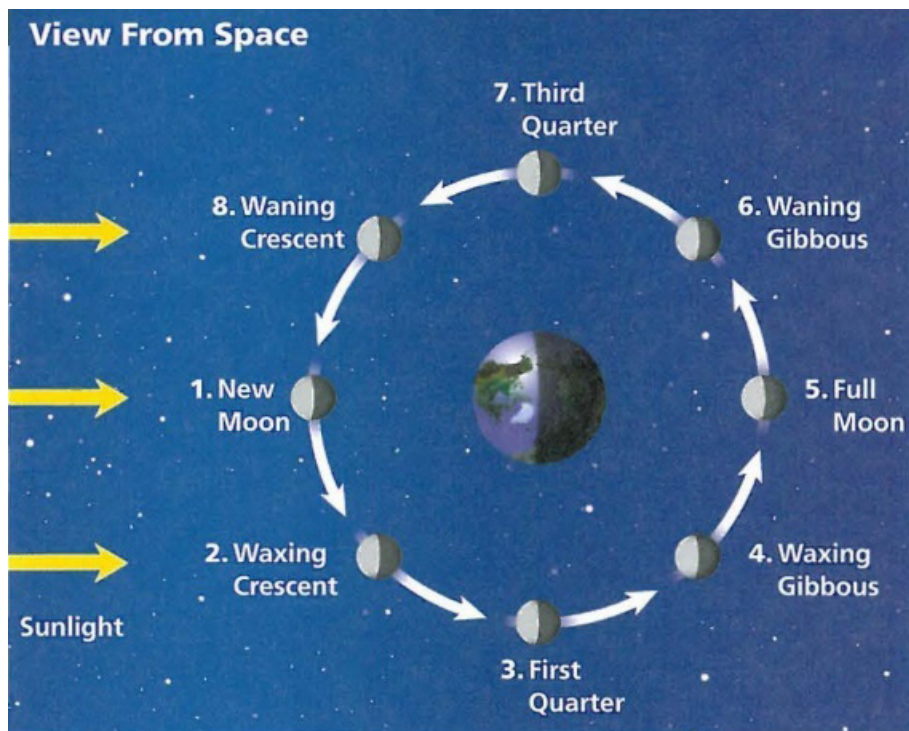 View From Space
7. Third
Quarter
8. Waning
Crescent
6. Waning
Gibbous
1. New
Moon
5. Full
Moon
2. Waxing
Crescent
4. Waxing
Gibbous
Sunlight
3. First
Quarter